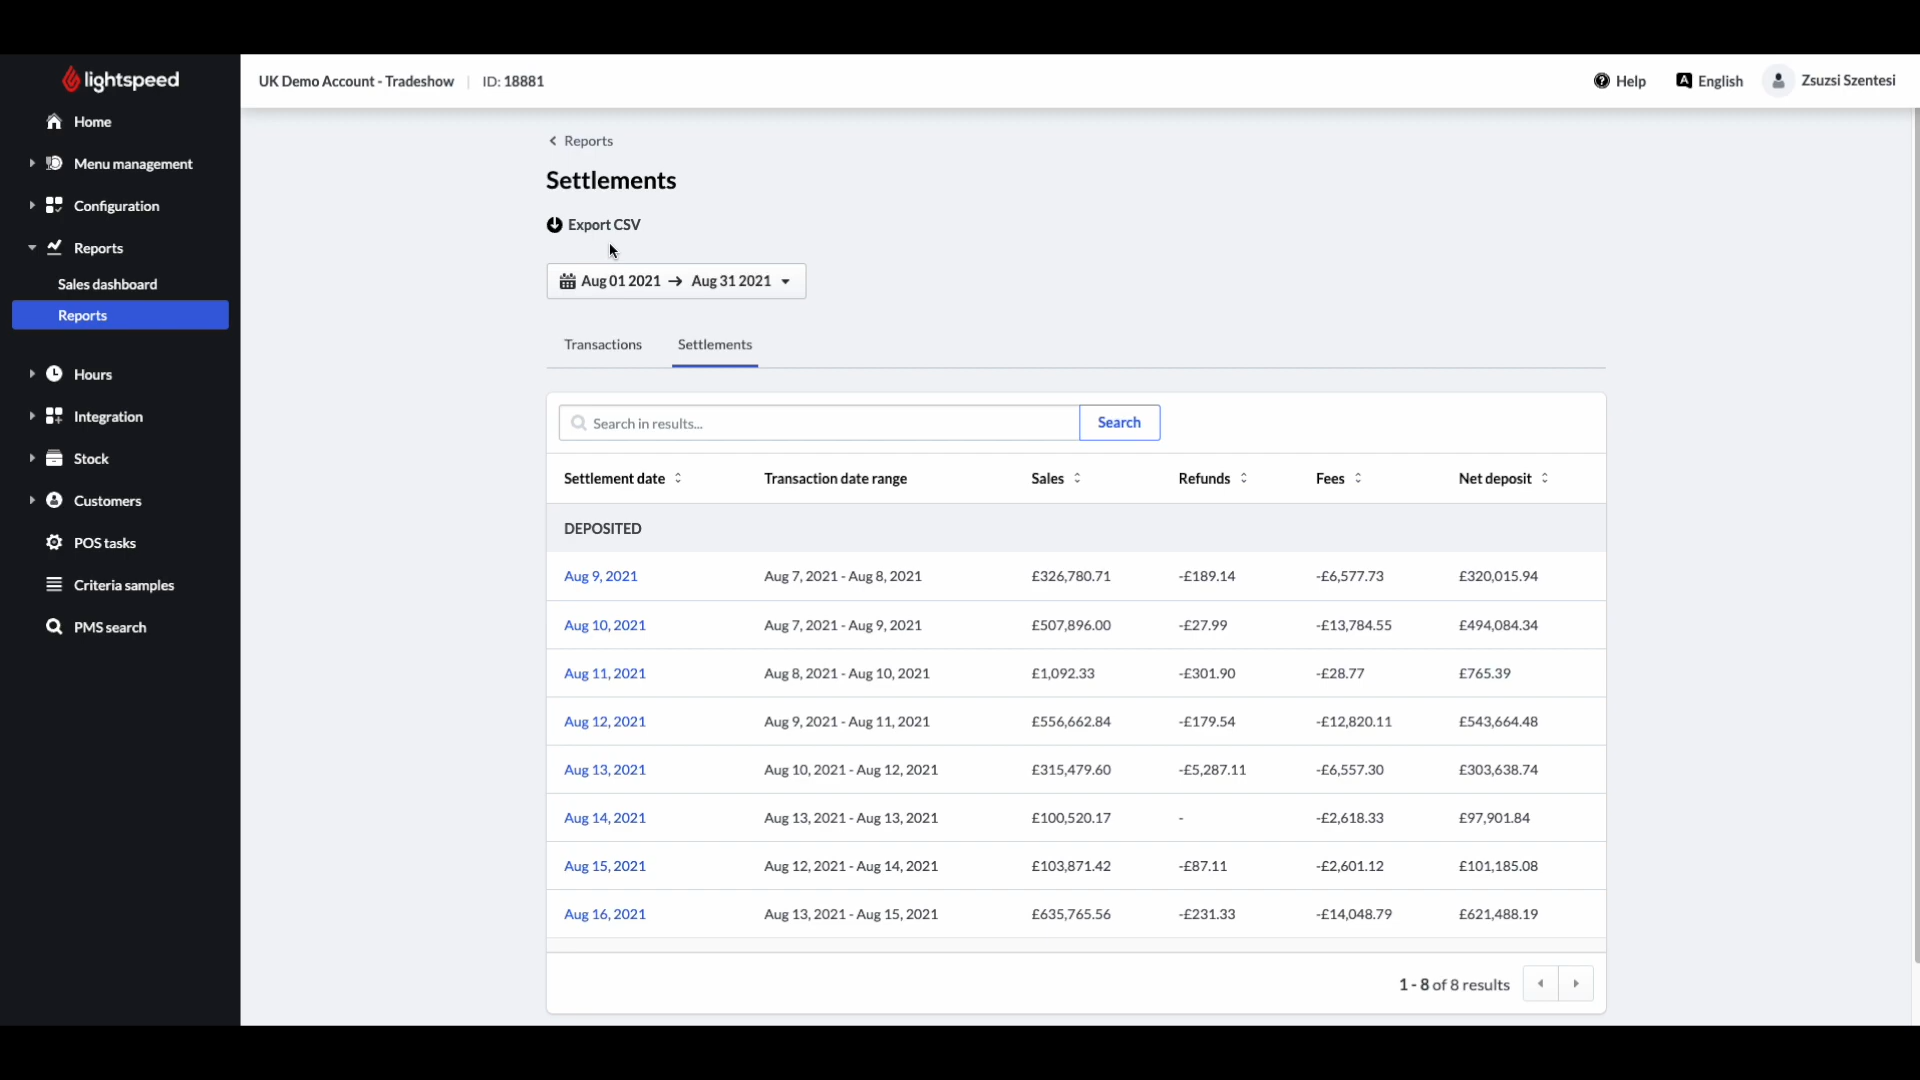 lightspeed
UK Demo Account - Tradeshow | ID: 18881
Help
English
Zsuzsi Szentesi
Home
Menu management
Configuration
Reports
Sales dashboard
Reports
Hours
Integration
Stock
Customers
POS tasks
Criteria samples
PMS search
Reports
Settlements
Export CSV
Aug 01 2021 → Aug 31 2021
Transactions Settlements
Search in results... Search
Settlement date Transaction date range Sales Refunds Fees Net deposit
DEPOSITED
Aug 9, 2021 Aug 7, 2021 - Aug 8, 2021 £326,780.71 -£189.14 -£6,577.73 £320,015.94
Aug 10, 2021 Aug 7, 2021 - Aug 9, 2021 £507,896.00 -£27.99 -£13,784.55 £494,084.34
Aug 11, 2021 Aug 8, 2021 - Aug 10, 2021 £1,092.33 -£301.90 -£28.77 £765.39
Aug 12, 2021 Aug 9, 2021 - Aug 11, 2021 £556,662.84 -£179.54 -£12,820.11 £543,664.48
Aug 13, 2021 Aug 10, 2021 - Aug 12, 2021 £315,479.60 -£5,287.11 -£6,557.30 £303,638.74
Aug 14, 2021 Aug 13, 2021 - Aug 13, 2021 £100,520.17 - -£2,618.33 £97,901.84
Aug 15, 2021 Aug 12, 2021 - Aug 14, 2021 £103,871.42 -£87.11 -£2,601.12 £101,185.08
Aug 16, 2021 Aug 13, 2021 - Aug 15, 2021 £635,765.56 -£231.33 -£14,048.79 £621,488.19
1 - 8 of 8 results